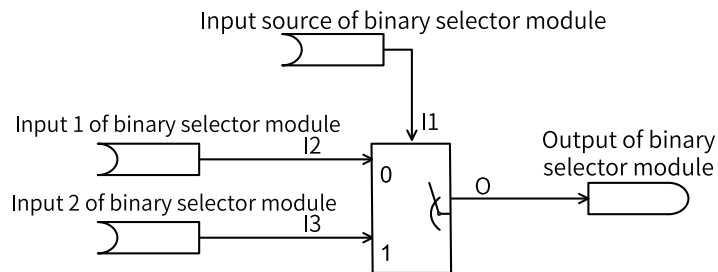 Input source of binary selector module
I1
Input 1 of binary selector module
I2
0
Output of binary
selector module
O
Input 2 of binary selector module
I3
1